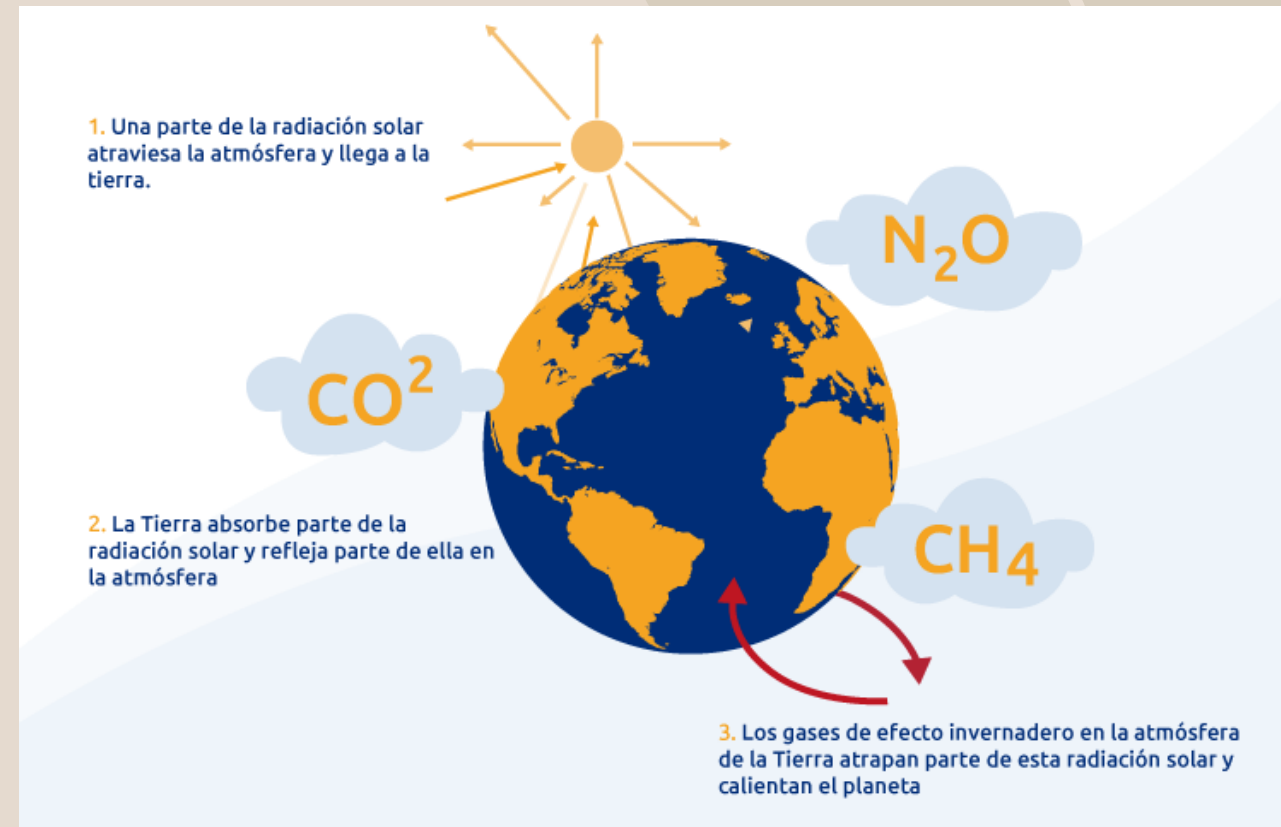 1. Una parte de la radiación solar
atraviesa la atmósfera y llega a la
tierra.
N₂O
CO²
2. La Tierra absorbe parte de la
radiación solar y refleja parte de ella en
la atmósfera
CH₄
3. Los gases de efecto invernadero en la atmósfera
de la Tierra atrapan parte de esta radiación solar y
calientan el planeta